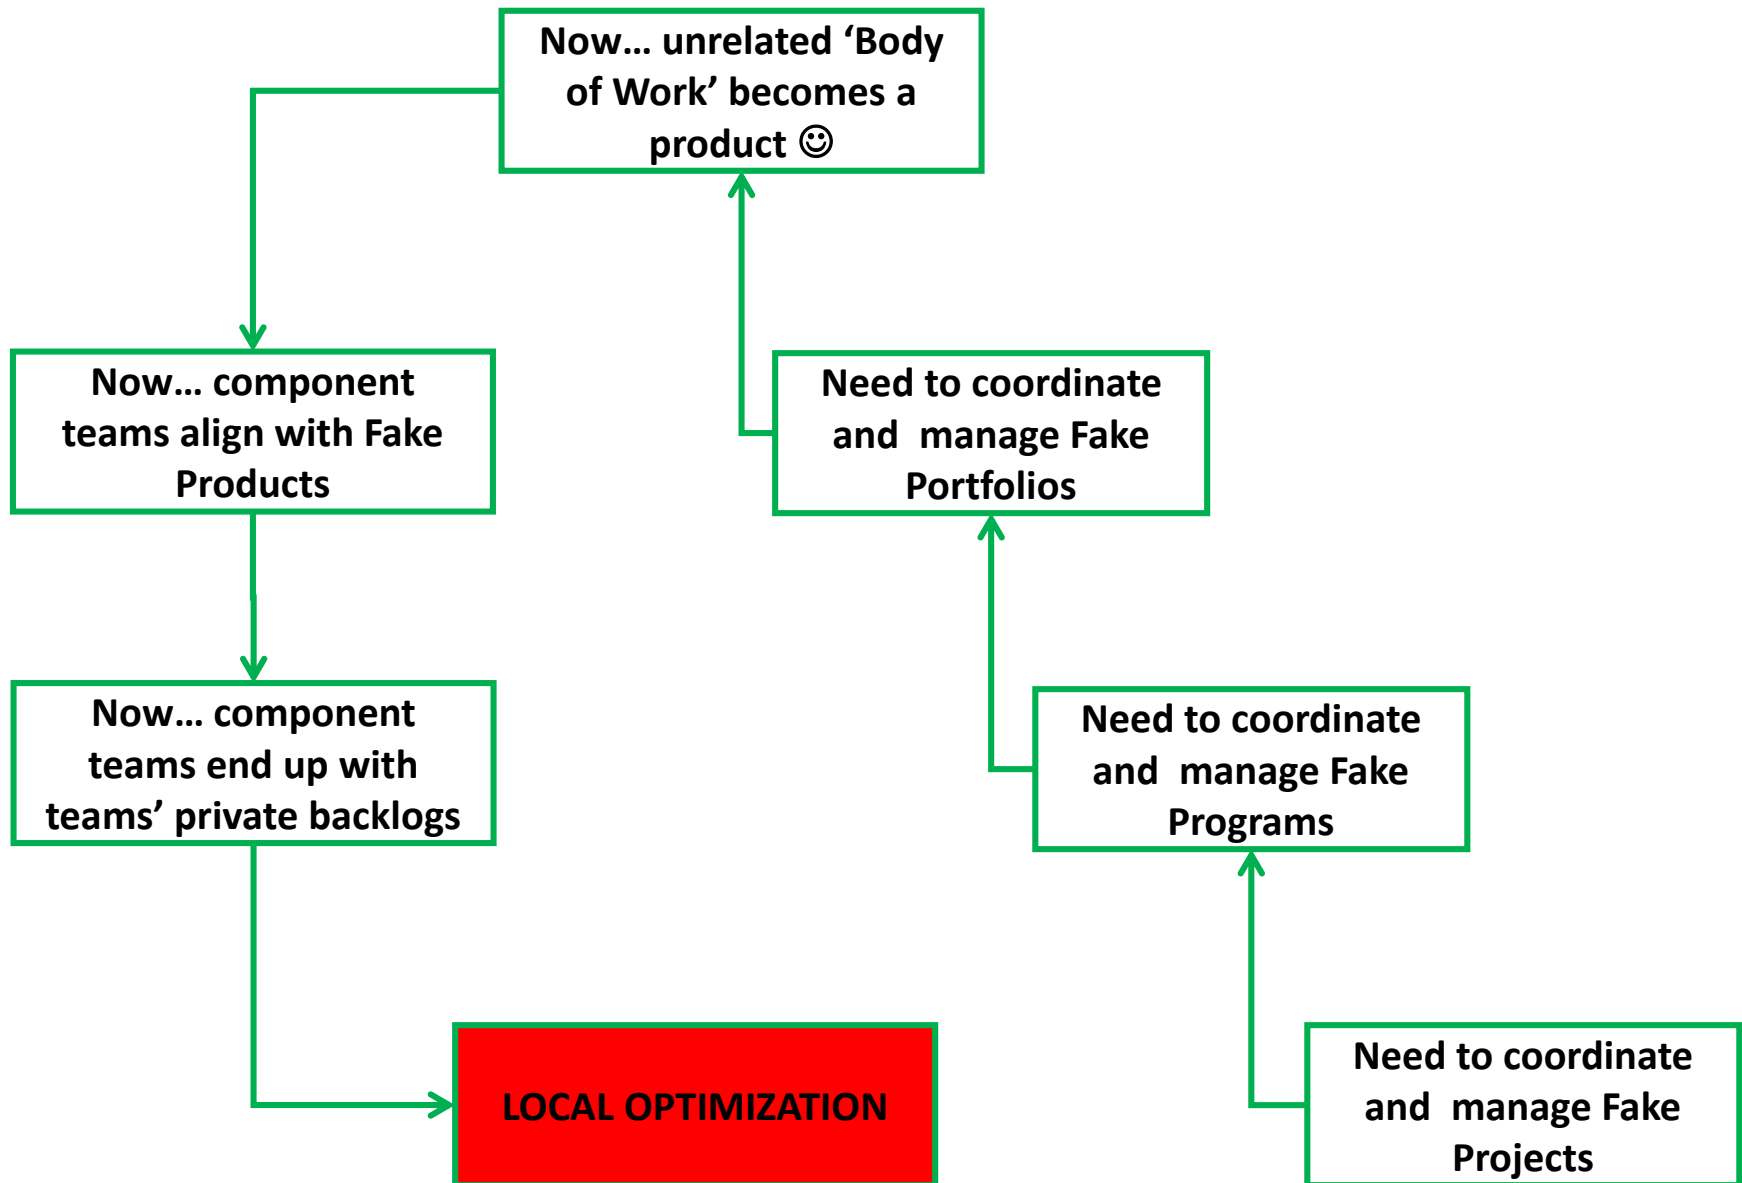 Now… unrelated ‘Body
of Work’ becomes a
product ☺
Now… component
teams align with Fake
Products
Need to coordinate
and  manage Fake
Portfolios
Now… component
teams end up with
teams’ private backlogs
Need to coordinate
and  manage Fake
Programs
LOCAL OPTIMIZATION
Need to coordinate
and  manage Fake
Projects